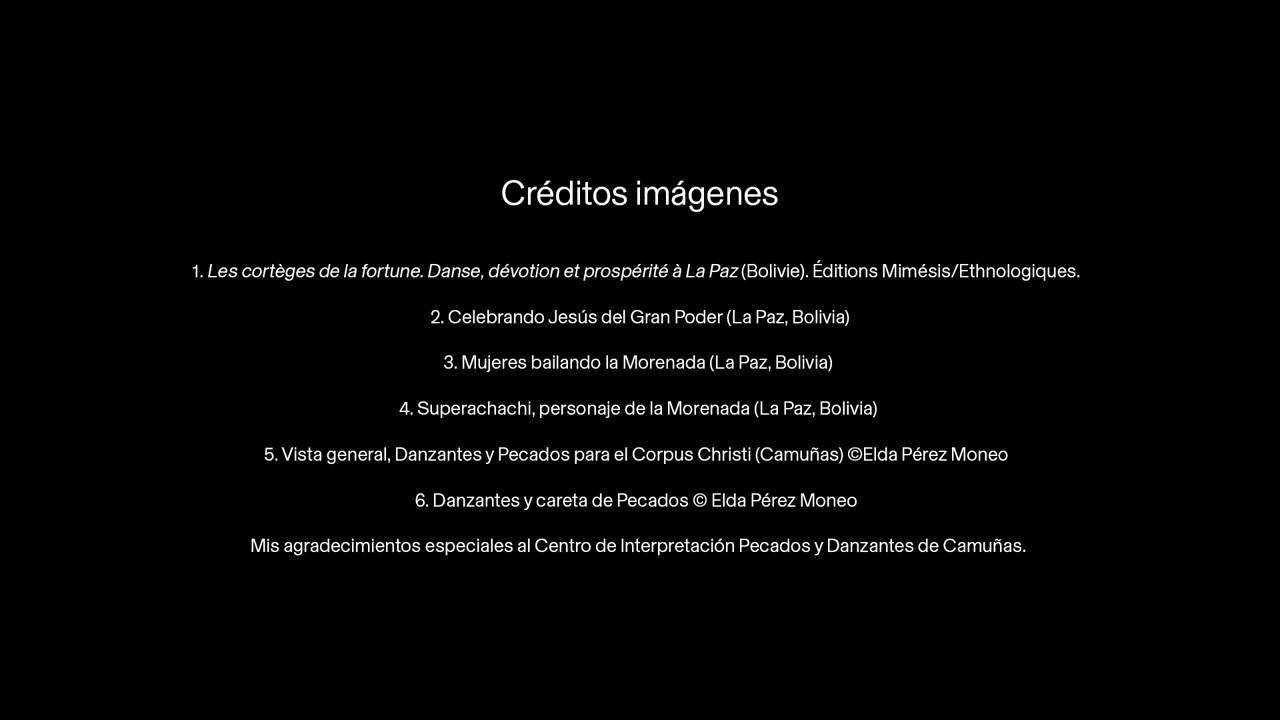 Créditos imágenes
1. Les cortèges de la fortune. Danse, dévotion et prospérité à La Paz (Bolivie). Éditions Mimésis/Ethnologiques.
2. Celebrando Jesús del Gran Poder (La Paz, Bolivia)
3. Mujeres bailando la Morenada (La Paz, Bolivia)
4. Superachachi, personaje de la Morenada (La Paz, Bolivia)
5. Vista general, Danzantes y Pecados para el Corpus Christi (Camuñas) ©Elda Pérez Moneo
6. Danzantes y careta de Pecados © Elda Pérez Moneo
Mis agradecimientos especiales al Centro de Interpretación Pecados y Danzantes de Camuñas.